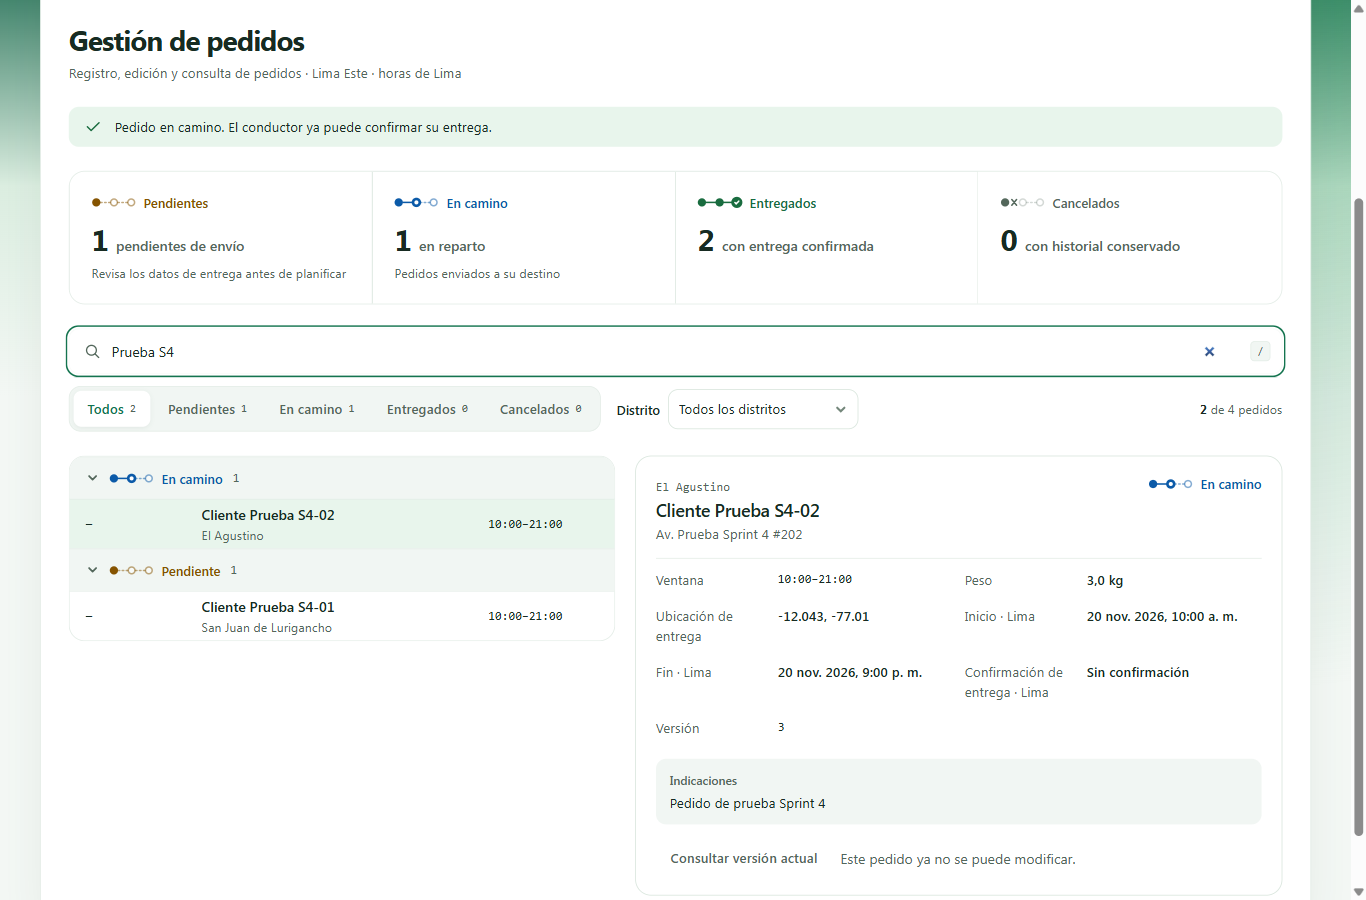 Gestión de pedidos
Registro, edición y consulta de pedidos · Lima Este · horas de Lima
Pedido en camino. El conductor ya puede confirmar su entrega.
Pendientes
1 pendientes de envío
Revisa los datos de entrega antes de planificar
En camino
1 en reparto
Pedidos enviados a su destino
Entregados
2 con entrega confirmada
Cancelados
0 con historial conservado
Prueba S4
/
Todos 2
Pendientes 1
En camino 1
Entregados 0
Cancelados 0
Distrito
Todos los distritos
2 de 4 pedidos
En camino 1
–
Cliente Prueba S4-02
El Agustino
10:00–21:00
Pendiente 1
–
Cliente Prueba S4-01
San Juan de Lurigancho
10:00–21:00
El Agustino
En camino
Cliente Prueba S4-02
Av. Prueba Sprint 4 #202
Ventana
10:00–21:00
Peso
3,0 kg
Ubicación de
entrega
-12.043, -77.01
Inicio · Lima
20 nov. 2026, 10:00 a. m.
Fin · Lima
20 nov. 2026, 9:00 p. m.
Confirmación de
entrega · Lima
Sin confirmación
Versión
3
Indicaciones
Pedido de prueba Sprint 4
Consultar versión actual
Este pedido ya no se puede modificar.